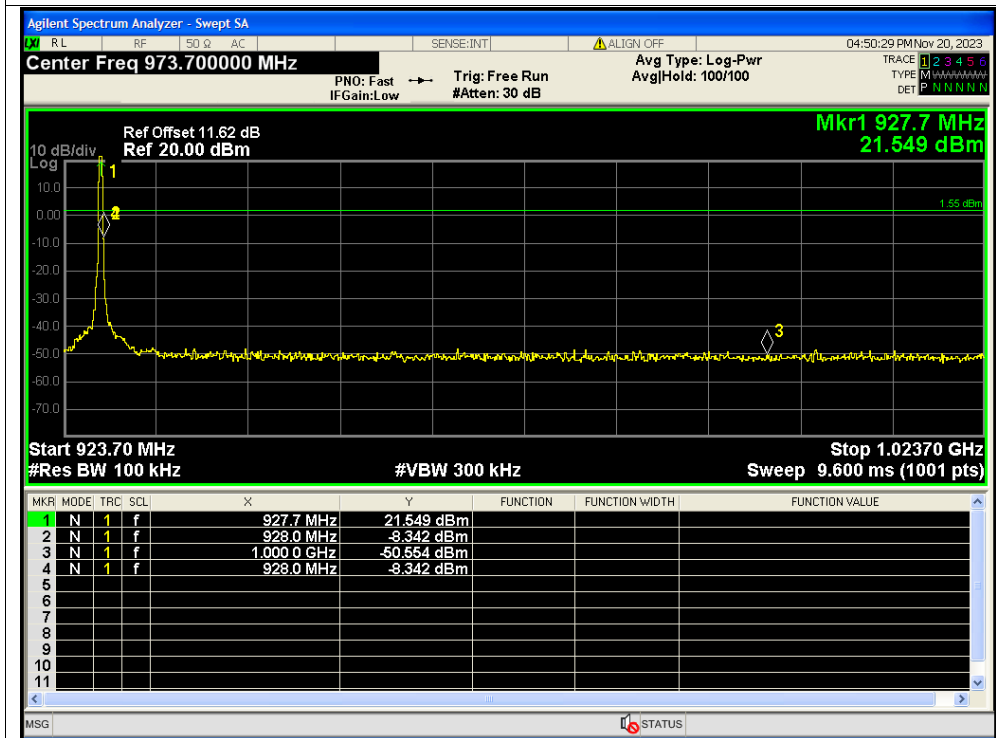 Agilent Spectrum Analyzer - Swept SA
LXI RL RF 50 Ω AC SENSE:INT ALIGN OFF 04:50:29 PM Nov 20, 2023
Center Freq 973.700000 MHz
PNO: Fast
IFGain:Low
Trig: Free Run
#Atten: 30 dB
Avg Type: Log-Pwr
Avg|Hold: 100/100
TRACE 1 2 3 4 5 6
TYPE M
DET P N N N N N
Ref Offset 11.62 dB
10 dB/div Ref 20.00 dBm
Log
Mkr1 927.7 MHz
21.549 dBm
1
10.0
0.00
-10.0
-20.0
-30.0
-40.0
-50.0
-60.0
-70.0
1.55 dBm
3
Start 923.70 MHz Stop 1.02370 GHz
#Res BW 100 kHz #VBW 300 kHz Sweep 9.600 ms (1001 pts)
MKR MODE TRC SCL X Y FUNCTION FUNCTION WIDTH FUNCTION VALUE
1 N 1 f 927.7 MHz 21.549 dBm
2 N 1 f 928.0 MHz -8.342 dBm
3 N 1 f 1.000 0 GHz -50.554 dBm
4 N 1 f 928.0 MHz -8.342 dBm
5
6
7
8
9
10
11
MSG STATUS